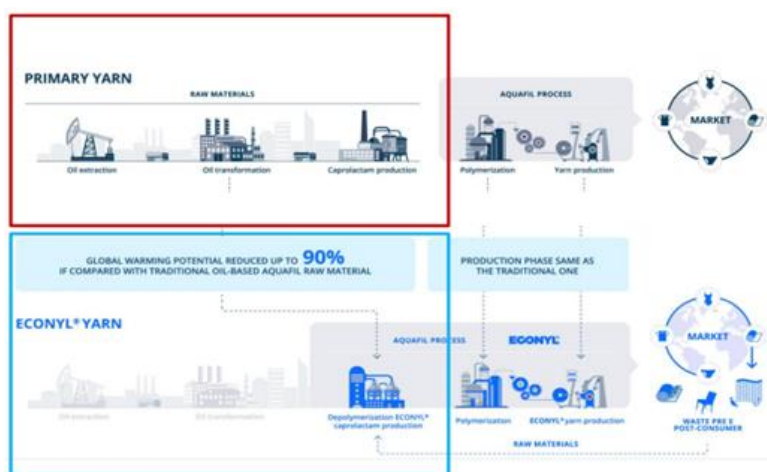 PRIMARY YARN
RAW MATERIALS
AQUAFIL PROCESS
MARKET
Oil extraction
Oil transformation
Caprolactam production
Polymerization
Yarn production
GLOBAL WARMING POTENTIAL REDUCED UP TO 90%
IF COMPARED WITH TRADITIONAL OIL-BASED AQUAFIL RAW MATERIAL
PRODUCTION PHASE SAME AS
THE TRADITIONAL ONE
ECONYL® YARN
AQUAFIL PROCESS
ECONYL®
MARKET
Oil extraction
Oil transformation
Depolymerization ECONYL®
caprolactam production
Polymerization
ECONYL® yarn production
WASTE PRE E
POST-CONSUMER
RAW MATERIALS